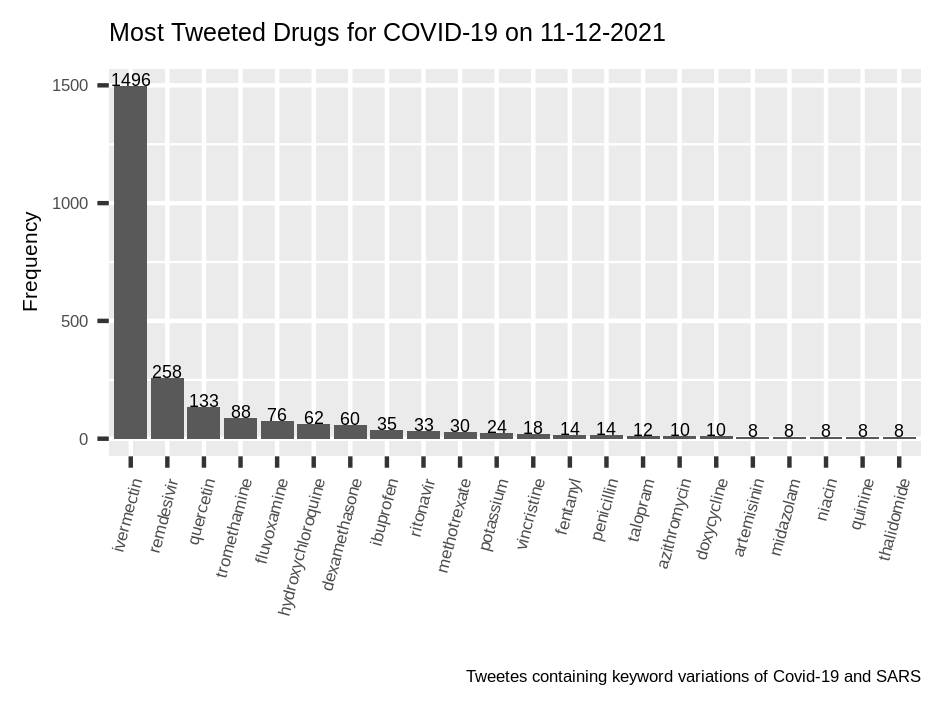 Most Tweeted Drugs for COVID-19 on 11-12-2021
Frequency
1500
1000
500
0
1496
258
133
88
76
62
60
35
33
30
24
18
14
14
12
10
10
8
8
8
8
8
ivermectin
remdesivir
quercetin
tromethamine
fluvoxamine
hydroxychloroquine
dexamethasone
ibuprofen
ritonavir
methotrexate
potassium
vincristine
fentanyl
penicillin
talopram
azithromycin
doxycycline
artemisinin
midazolam
niacin
quinine
thalidomide
Tweetes containing keyword variations of Covid-19 and SARS